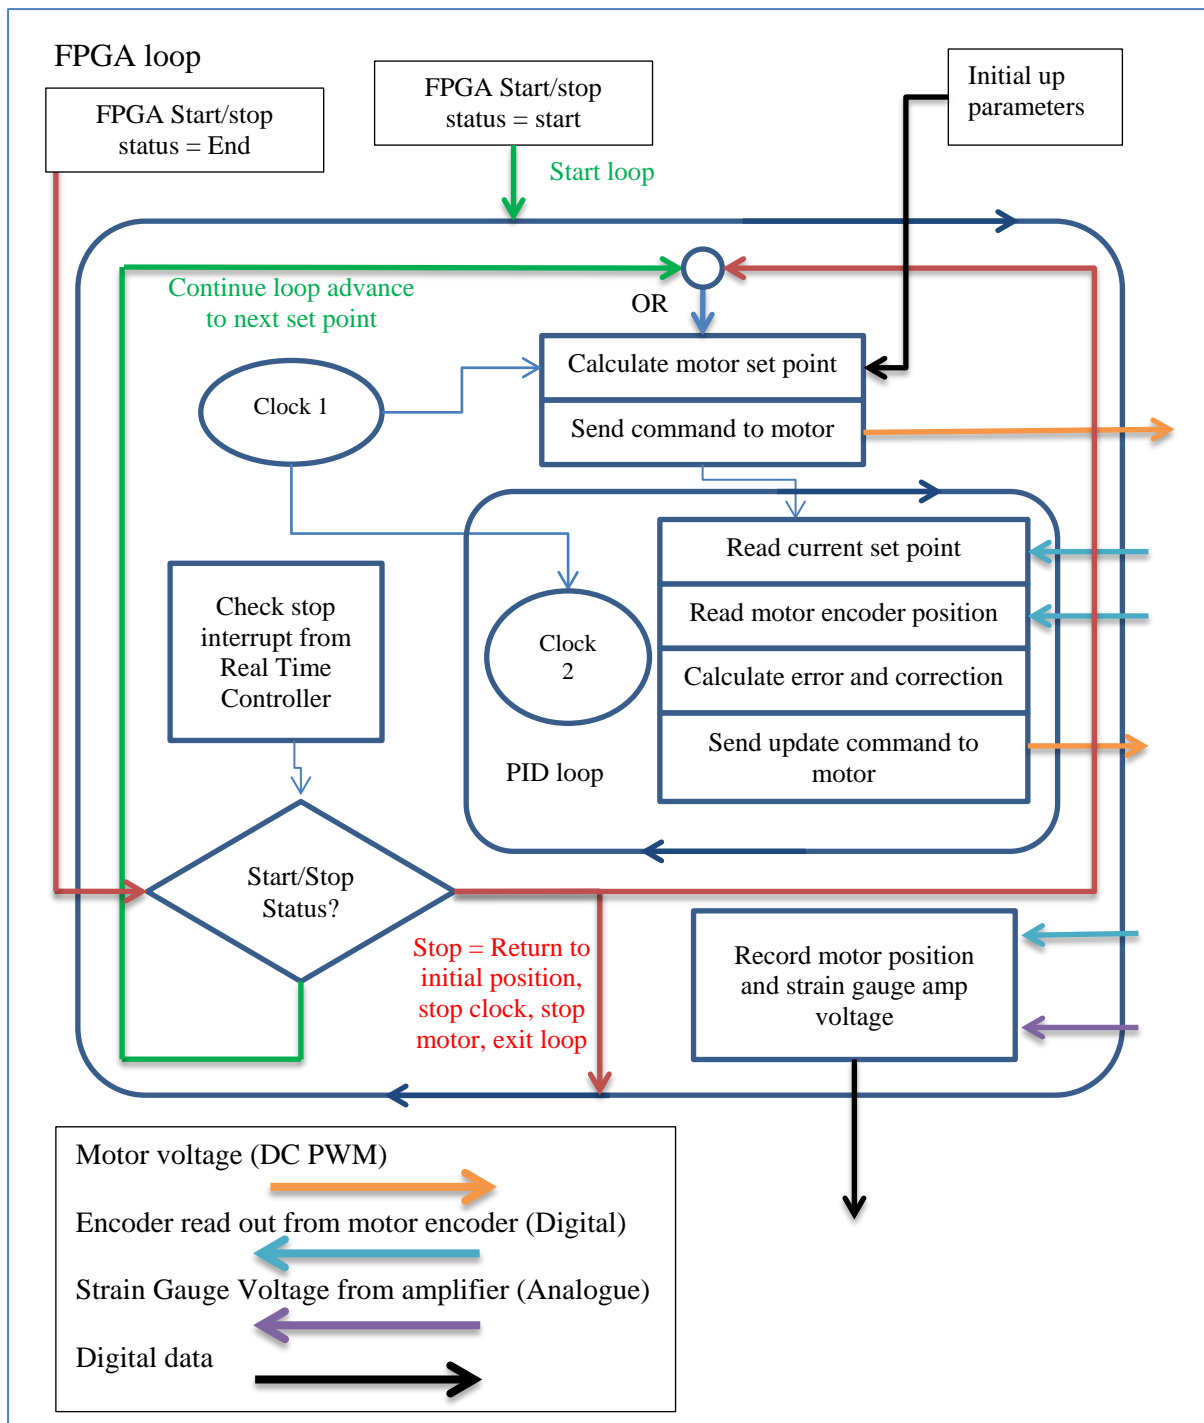 FPGA loop
FPGA Start/stop
status = End
FPGA Start/stop
status = start
Initial up
parameters
Start loop
Continue loop advance
to next set point
OR
Calculate motor set point
Clock 1
Send command to motor
Read current set point
Check stop
interrupt from
Real Time
Controller
Read motor encoder position
Clock
2
Calculate error and correction
Send update command to
motor
PID loop
Start/Stop
Status?
Stop = Return to
initial position,
stop clock, stop
motor, exit loop
Record motor position
and strain gauge amp
voltage
Motor voltage (DC PWM)
Encoder read out from motor encoder (Digital)
Strain Gauge Voltage from amplifier (Analogue)
Digital data